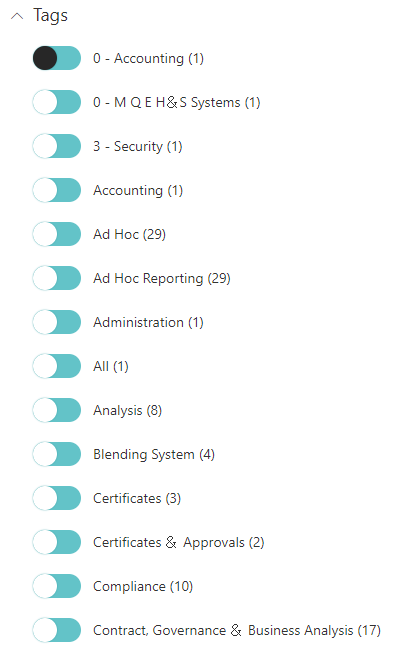 Tags
0 - Accounting (1)
0 - M Q E H&S Systems (1)
3 - Security (1)
Accounting (1)
Ad Hoc (29)
Ad Hoc Reporting (29)
Administration (1)
All (1)
Analysis (8)
Blending System (4)
Certificates (3)
Certificates & Approvals (2)
Compliance (10)
Contract, Governance & Business Analysis (17)